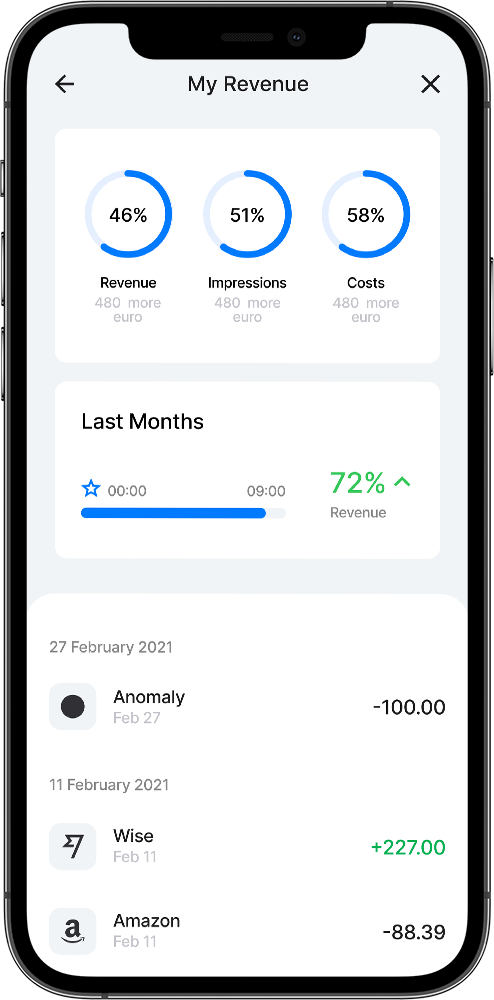 My Revenue
46%
51%
58%
Revenue
Impressions
Costs
480 more
euro
480 more
euro
480 more
euro
Last Months
00:00
09:00
72%
Revenue
27 February 2021
Anomaly
-100.00
Feb 27
11 February 2021
Wise
+227.00
Feb 11
a
Amazon
-88.39
Feb 11